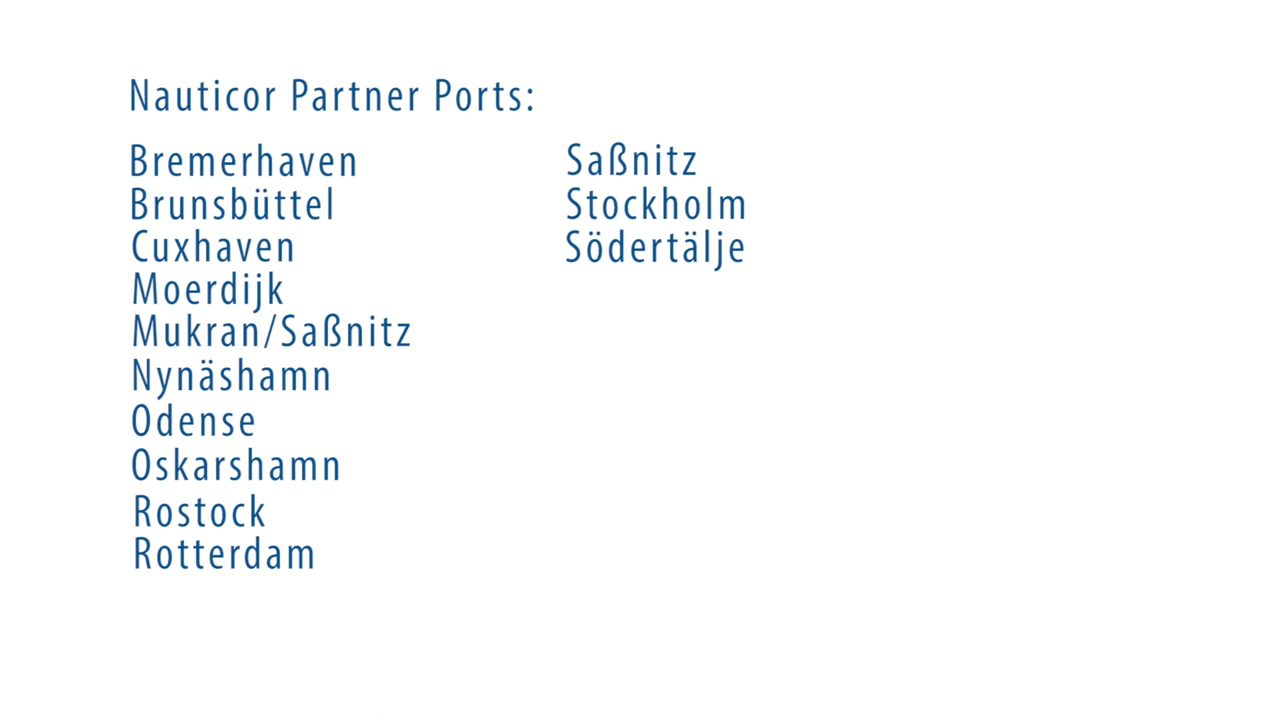 Nauticor Partner Ports:
Bremerhaven
Brunsbüttel
Cuxhaven
Moerdijk
Mukran/Saßnitz
Nynäshamn
Odense
Oskarshamn
Rostock
Rotterdam
Saßnitz
Stockholm
Södertälje